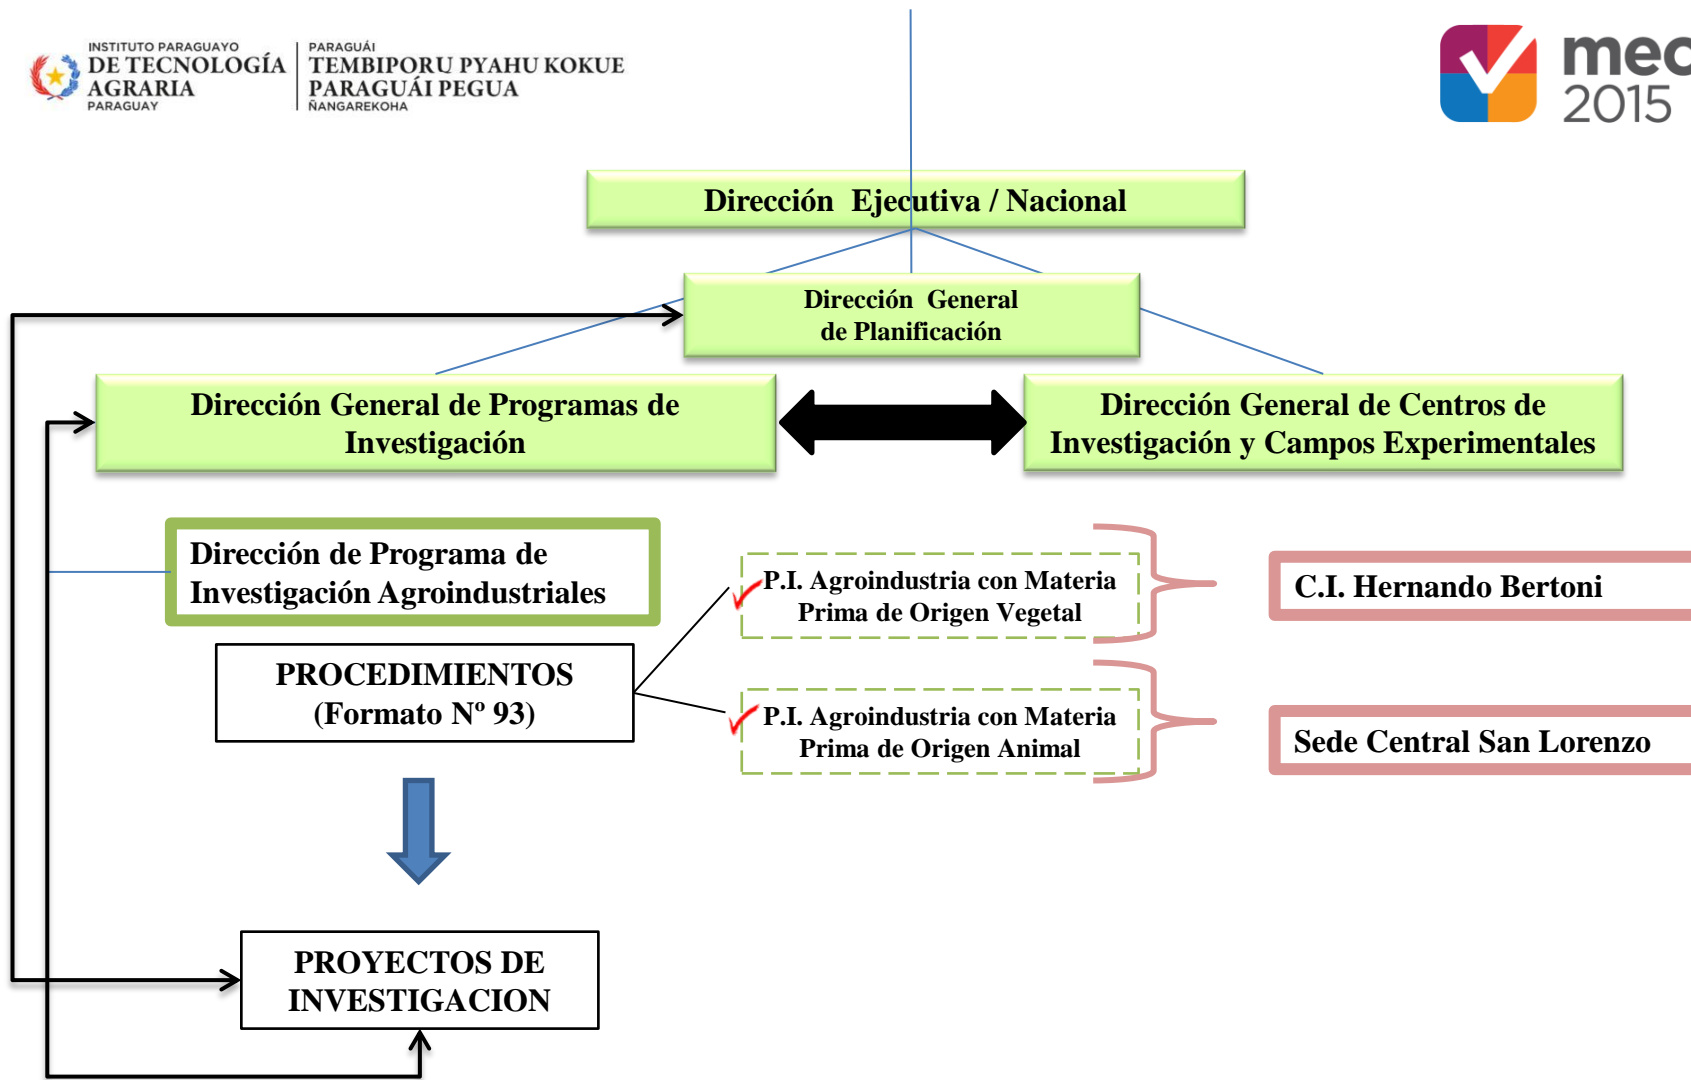 INSTITUTO PARAGUAYO
DE TECNOLOGÍA
AGRARIA
PARAGUAY
PARAGUÁI
TEMBIPORU PYAHU KOKUE
PARAGUÁI PEGUA
ÑANGAREKOHA
2015
Dirección Ejecutiva / Nacional
Dirección General
de Planificación
Dirección General de Programas de
Investigación
Dirección General de Centros de
Investigación y Campos Experimentales
Dirección de Programa de
Investigación Agroindustriales
P.I. Agroindustria con Materia
Prima de Origen Vegetal
C.I. Hernando Bertoni
PROCEDIMIENTOS
(Formato Nº 93)
P.I. Agroindustria con Materia
Prima de Origen Animal
Sede Central San Lorenzo
PROYECTOS DE
INVESTIGACION